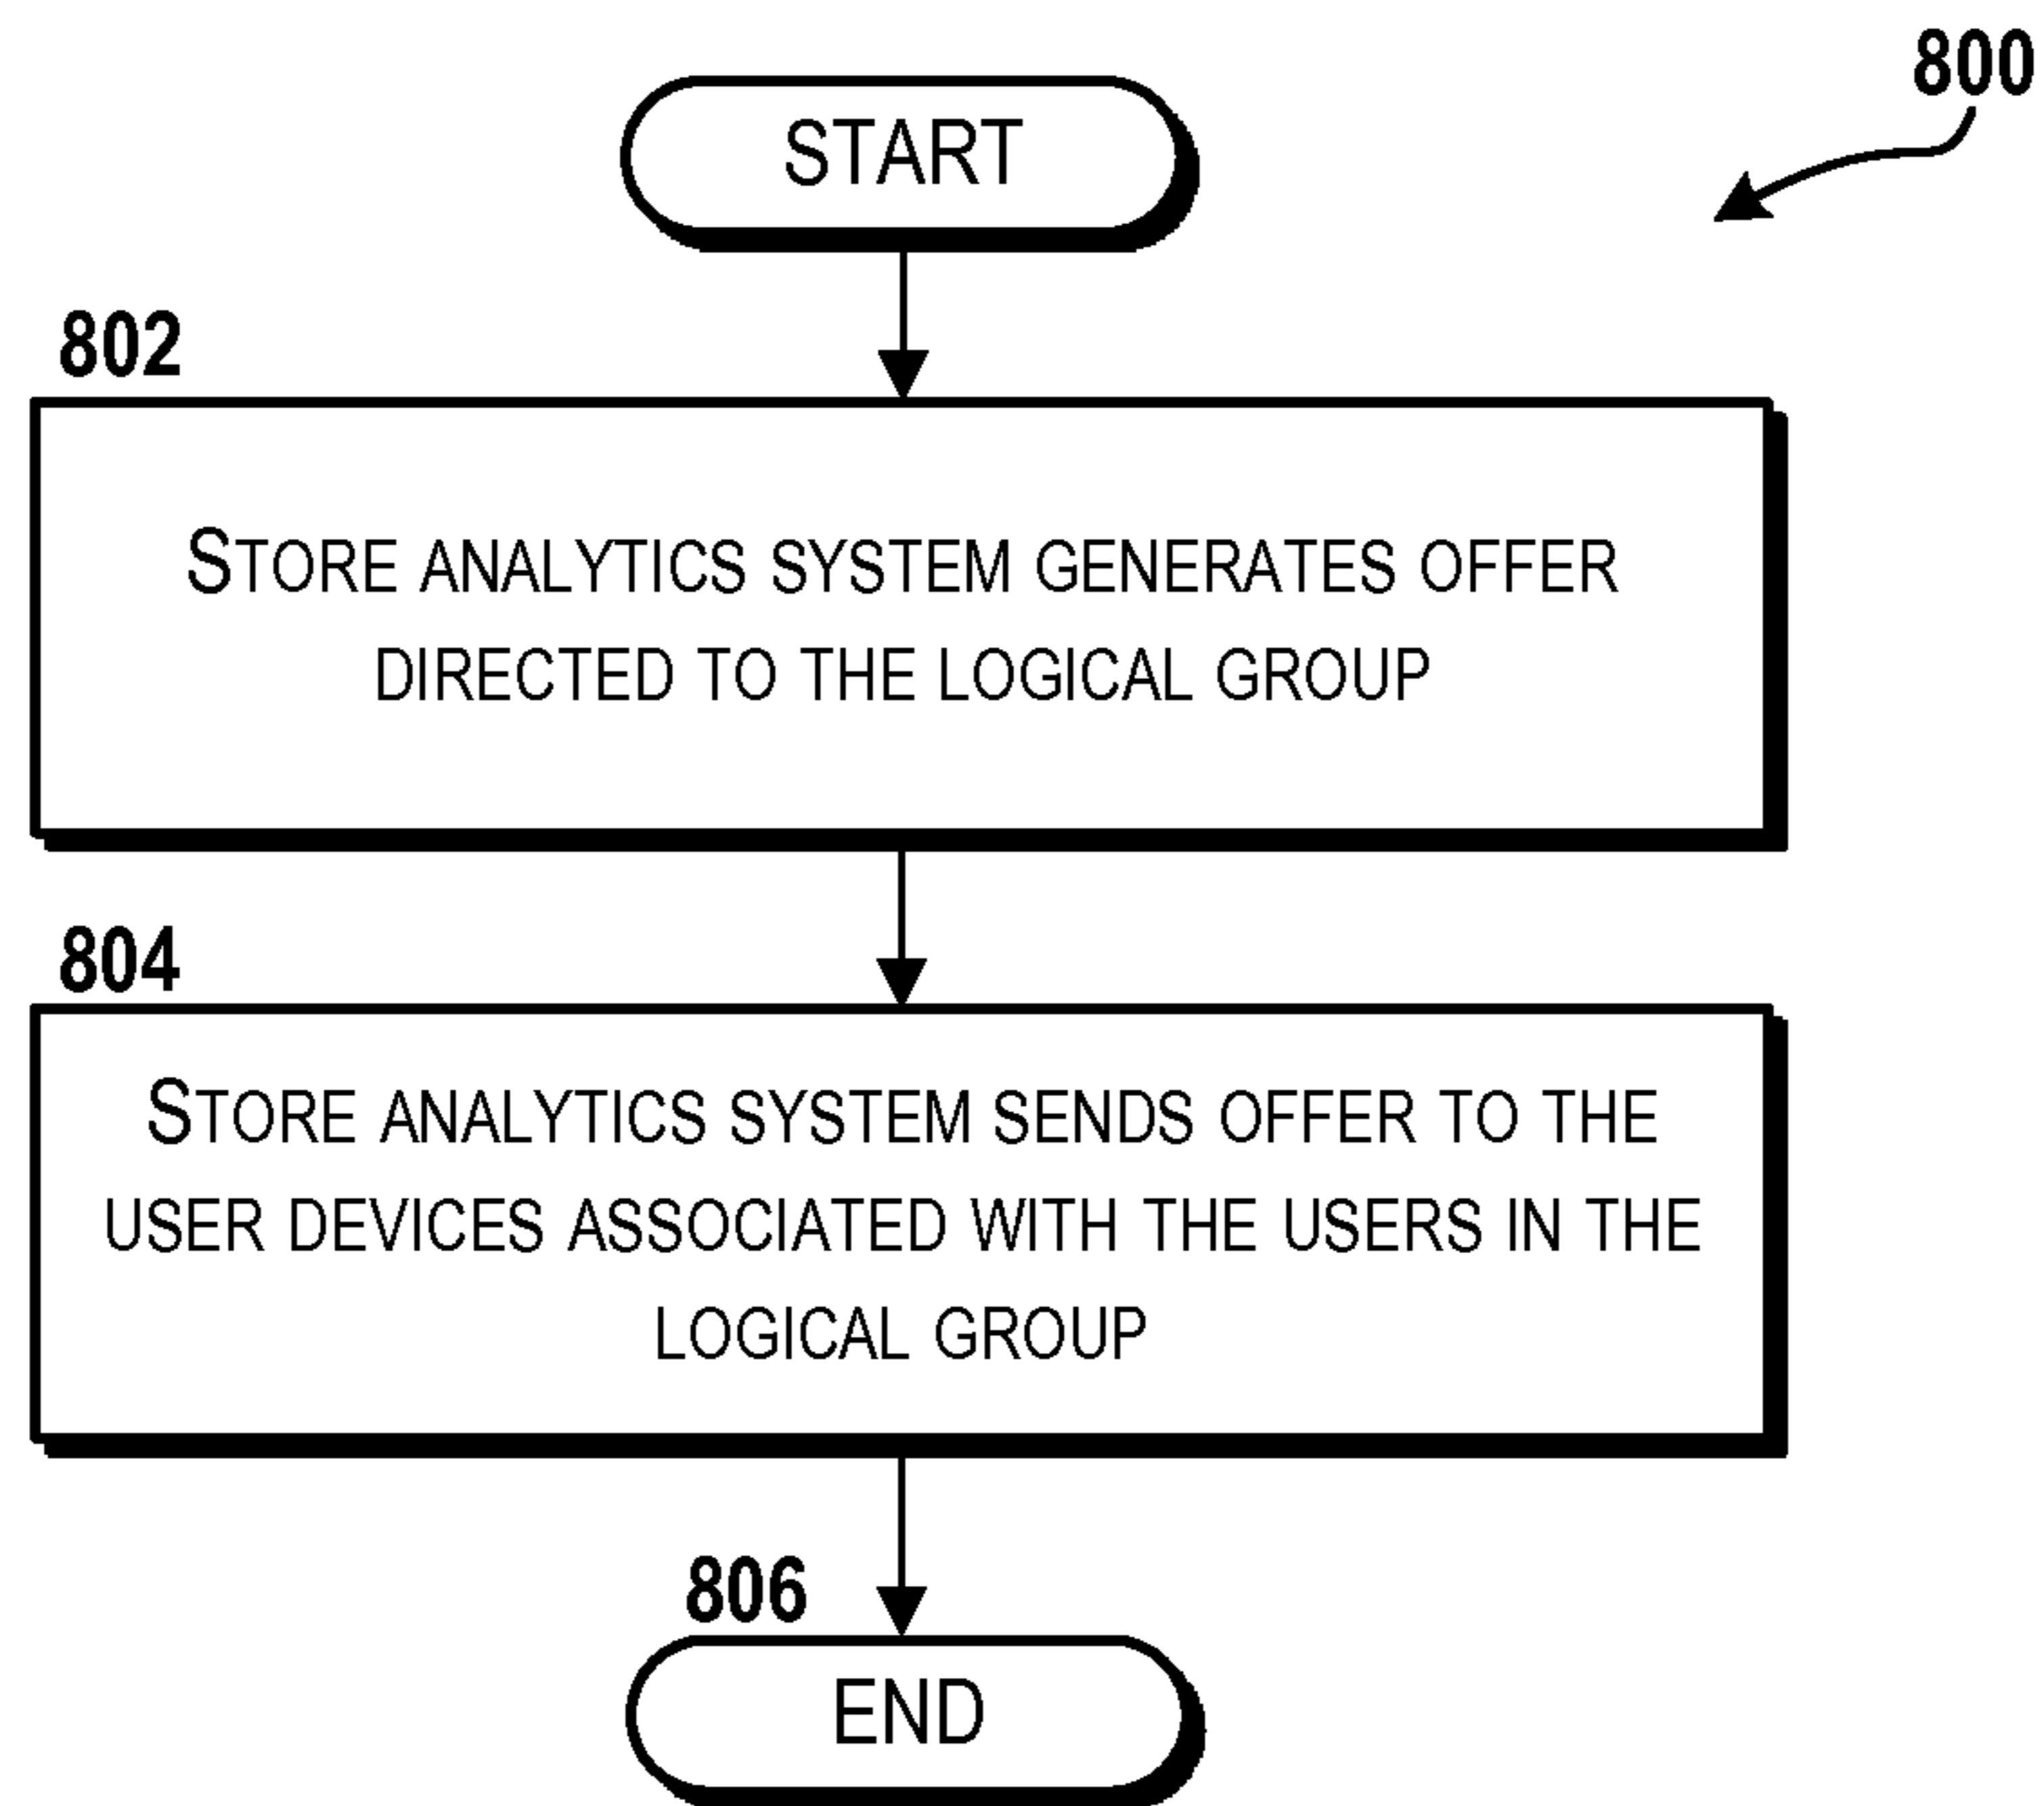 800
START
802
STORE ANALYTICS SYSTEM GENERATES OFFER
DIRECTED TO THE LOGICAL GROUP
804
STORE ANALYTICS SYSTEM SENDS OFFER TO THE
USER DEVICES ASSOCIATED WITH THE USERS IN THE
LOGICAL GROUP
806
END